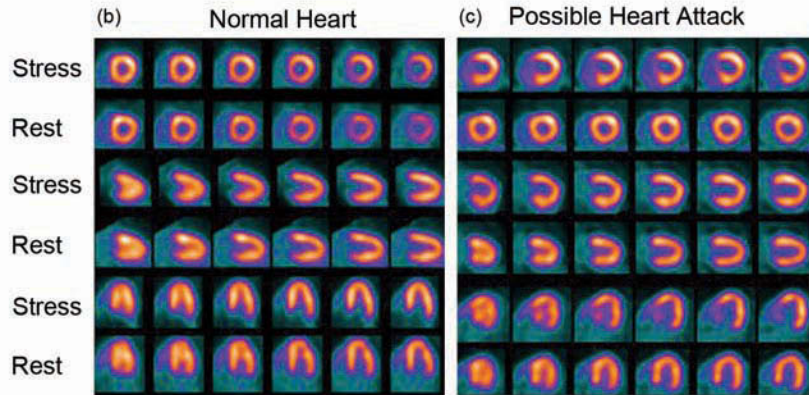 (b) Normal Heart
(c) Possible Heart Attack
Stress
Rest
Stress
Rest
Stress
Rest